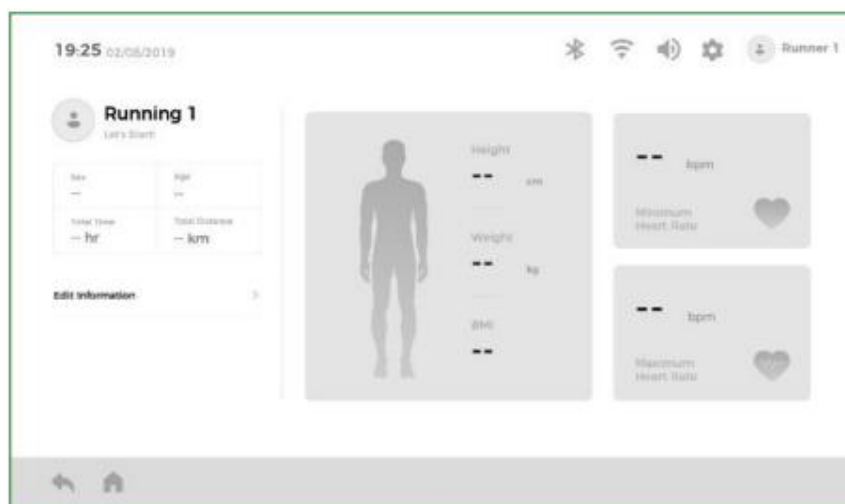 19:25 02/05/2019
Runner 1
Running 1
Let's Start!
Sex
--
Age
--
Total Time
-- hr
Total Distance
-- km
Edit Information
Height
-- cm
Weight
-- kg
BMI
--
-- bpm
Minimum
Heart Rate
-- bpm
Maximum
Heart Rate